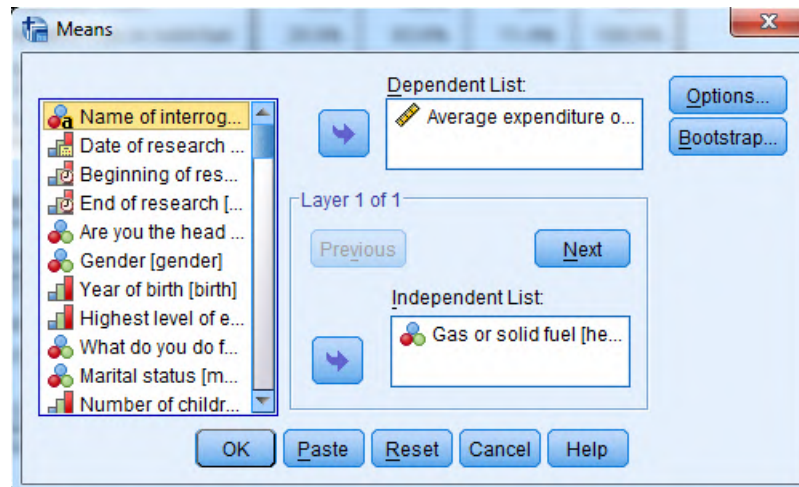 Means
Dependent List:
Options...
Name of interrog...
Average expenditure o...
Date of research ...
Bootstrap...
Beginning of res...
End of research [...
Layer 1 of 1
Are you the head ...
Previous
Next
Gender [gender]
Year of birth [birth]
Independent List:
Highest level of e...
Gas or solid fuel [he...
What do you do f...
Marital status [m...
Number of childr...
OK
Paste
Reset
Cancel
Help